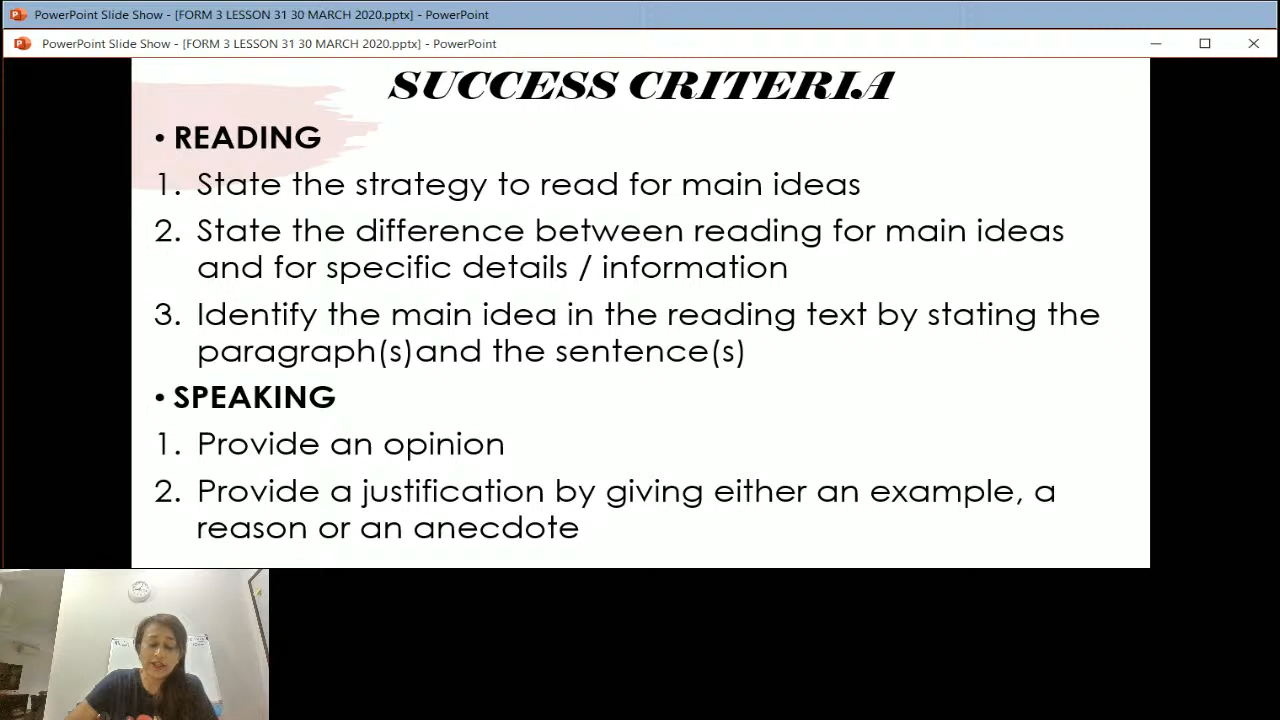 PowerPoint Slide Show - [FORM 3 LESSON 31 30 MARCH 2020.pptx] - PowerPoint
PowerPoint Slide Show - [FORM 3 LESSON 31 30 MARCH 2020.pptx] - PowerPoint
SUCCESS CRITERIA
• READING
1. State the strategy to read for main ideas
2. State the difference between reading for main ideas
and for specific details / information
3. Identify the main idea in the reading text by stating the
paragraph(s)and the sentence(s)
• SPEAKING
1. Provide an opinion
2. Provide a justification by giving either an example, a
reason or an anecdote